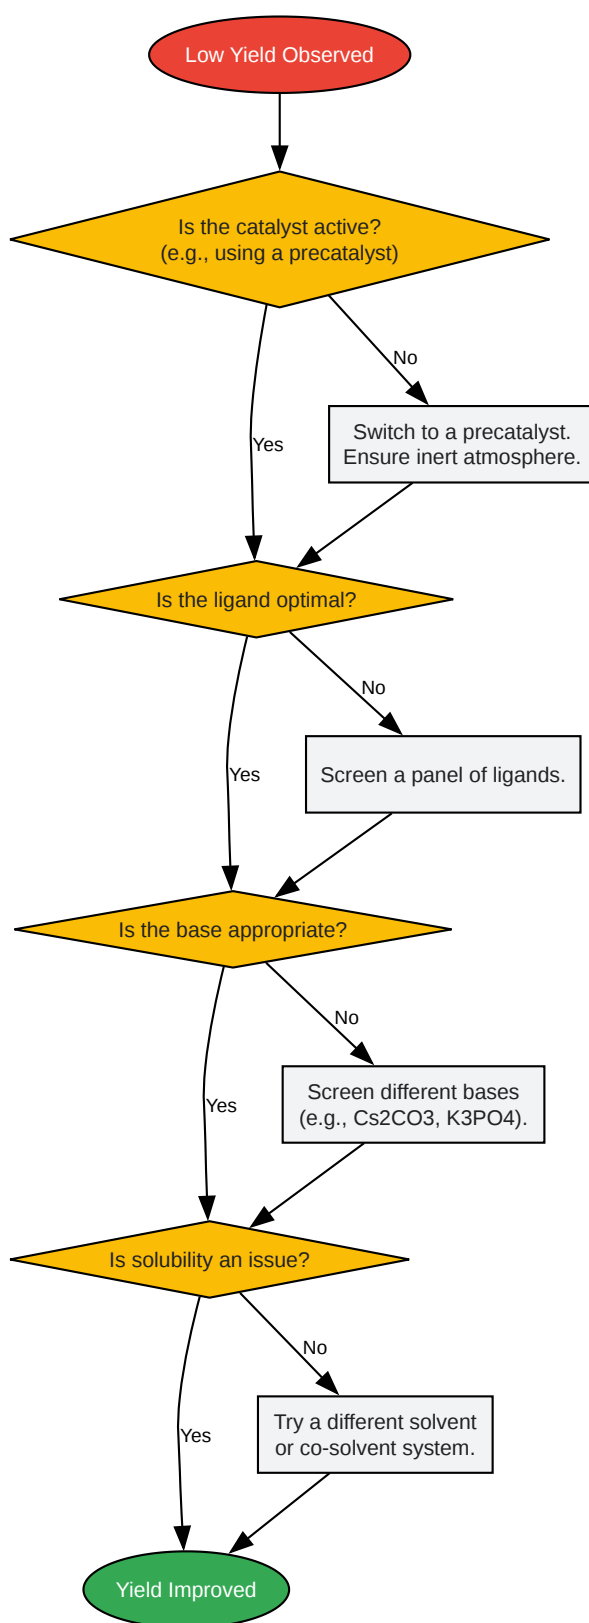 Low Yield Observed
Is the catalyst active?
(e.g., using a precatalyst)
No
Switch to a precatalyst.
Ensure inert atmosphere.
Yes
Is the ligand optimal?
No
Screen a panel of ligands.
Yes
Is the base appropriate?
No
Screen different bases
(e.g., Cs2CO3, K3PO4).
Yes
Is solubility an issue?
No
Try a different solvent
or co-solvent system.
Yes
Yield Improved